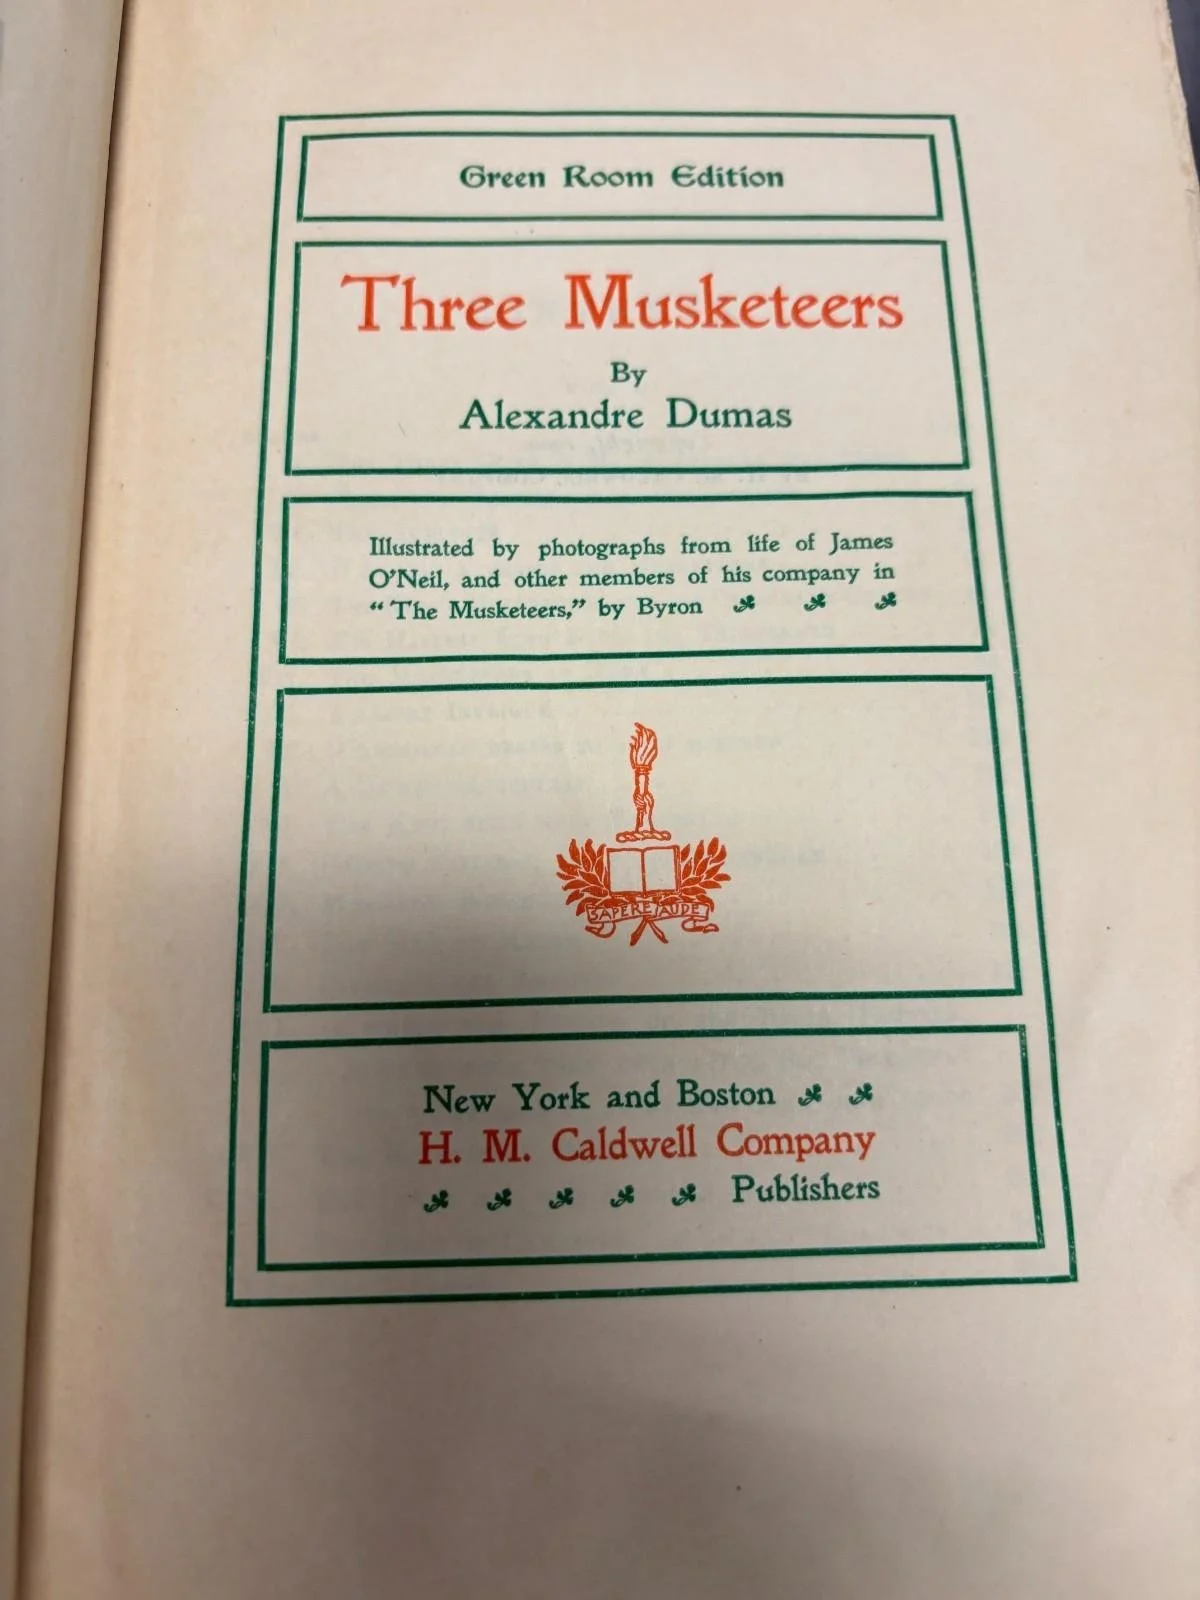 Green Room Edition
Three Musketeers
By
Alexandre Dumas
Illustrated by photographs from life of James
O'Neil, and other members of his company in
"The Musketeers," by Byron
SAPERE AUDE
New York and Boston
H. M. Caldwell Company
Publishers